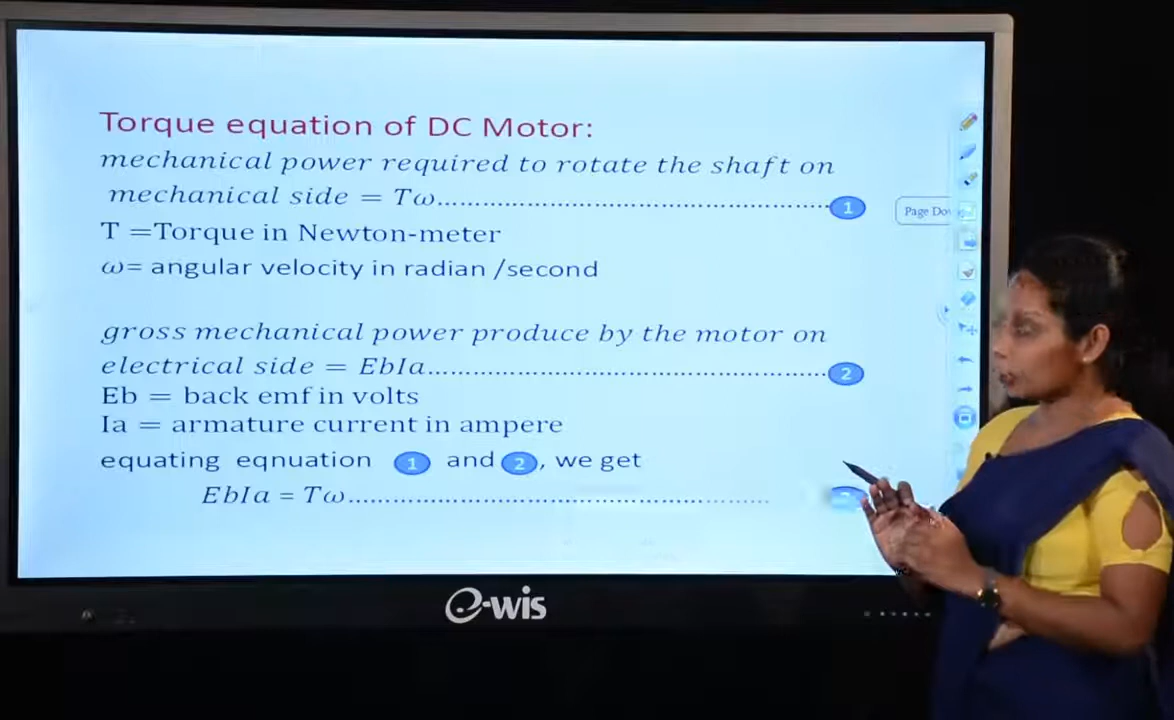 Torque equation of DC Motor:
mechanical power required to rotate the shaft on
mechanical side = Tω........................................................... 1
Page Dow
T =Torque in Newton-meter
ω= angular velocity in radian /second
gross mechanical power produce by the motor on
electrical side = EbIa............................................................ 2
Eb = back emf in volts
Ia = armature current in ampere
equating eqnuation 1 and 2, we get
EbIa = Tω................................................................
e-wis